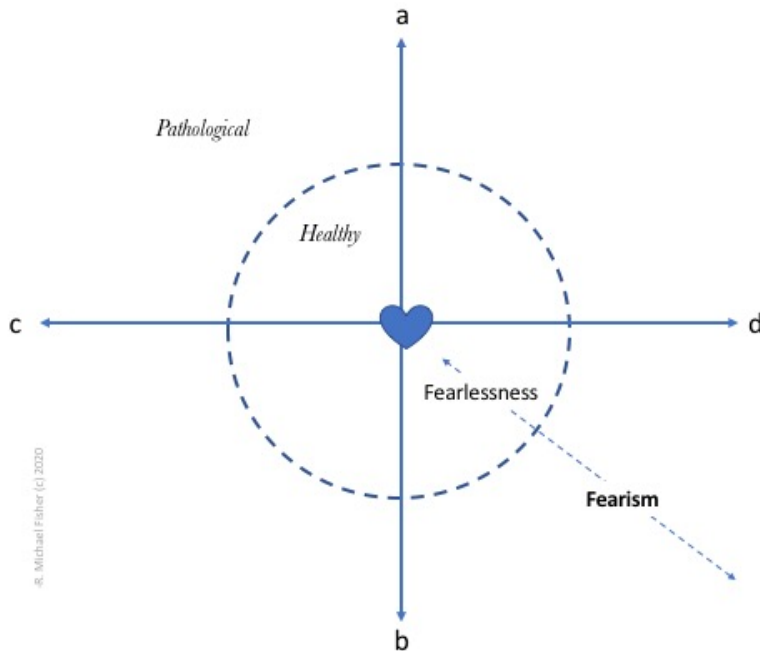 a
Pathological
Healthy
c
d
Fearlessness
Fearism
-R. Michael Fisher (c) 2020
b